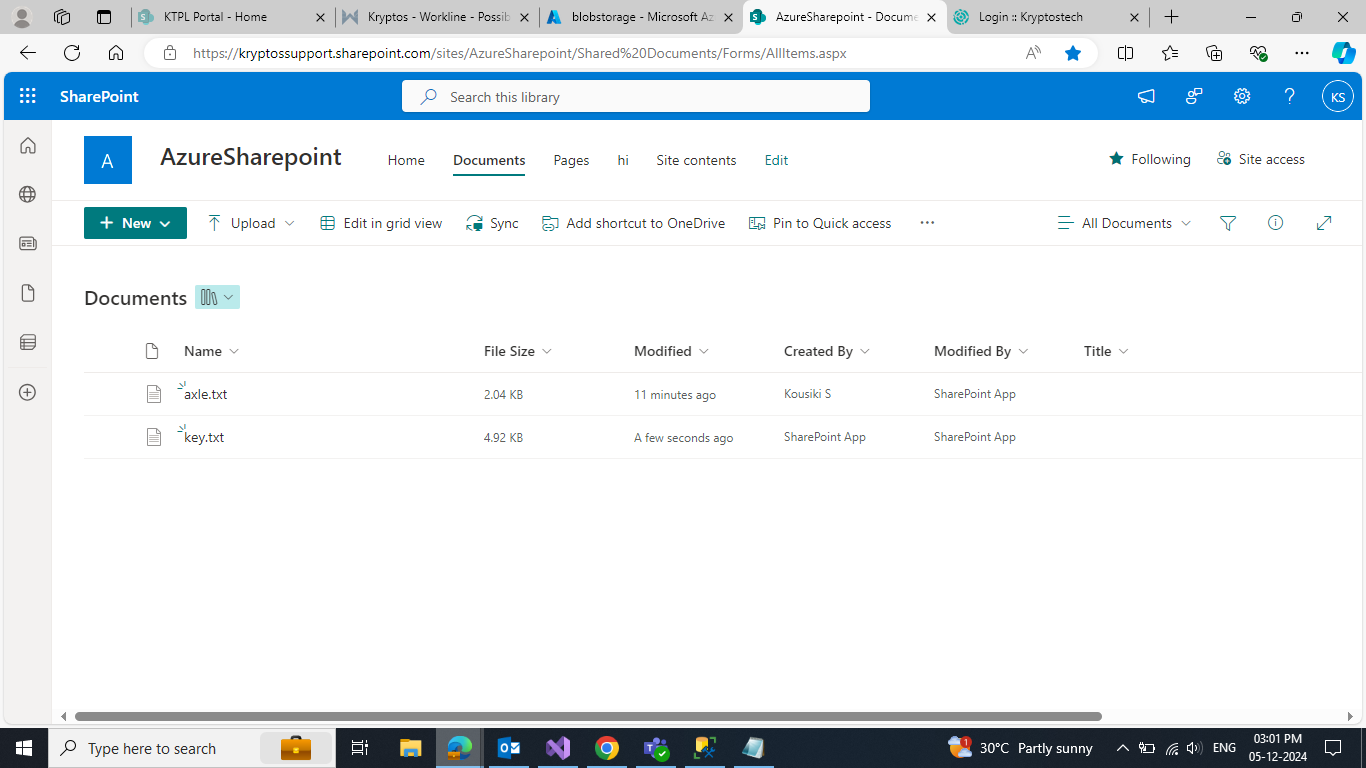 KTPL Portal - Home
Kryptos - Workline - Possib
blobstorage - Microsoft Az
AzureSharepoint - Docume
Login :: Kryptostech
https://kryptossupport.sharepoint.com/sites/AzureSharepoint/Shared%20Documents/Forms/AllItems.aspx
SharePoint
Search this library
KS
A
AzureSharepoint
Home
Documents
Pages
hi
Site contents
Edit
Following
Site access
New
Upload
Edit in grid view
Sync
Add shortcut to OneDrive
Pin to Quick access
All Documents
Documents
Name
File Size
Modified
Created By
Modified By
Title
axle.txt
2.04 KB
11 minutes ago
Kousiki S
SharePoint App
key.txt
4.92 KB
A few seconds ago
SharePoint App
SharePoint App
Type here to search
1
30°C Partly sunny
ENG
03:01 PM
05-12-2024